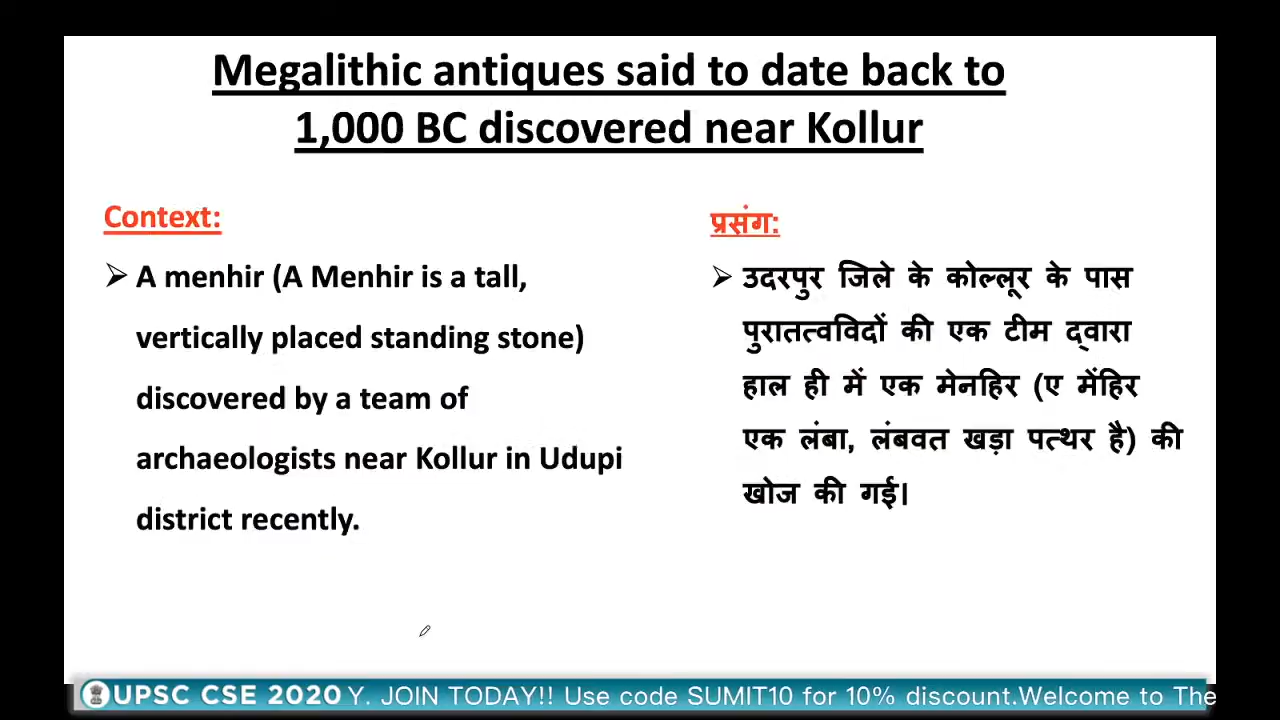 Megalithic antiques said to date back to
1,000 BC discovered near Kollur
Context:
➢ A menhir (A Menhir is a tall,
vertically placed standing stone)
discovered by a team of
archaeologists near Kollur in Udupi
district recently.
प्रसंग:
➢ उदरपुर जिले के कोल्लूर के पास
पुरातत्वविदों की एक टीम द्वारा
हाल ही में एक मेनहिर (ए मेंहिर
एक लंबा, लंबवत खड़ा पत्थर है) की
खोज की गई।
UPSC CSE 2020 Y. JOIN TODAY!! Use code SUMIT10 for 10% discount.Welcome to The